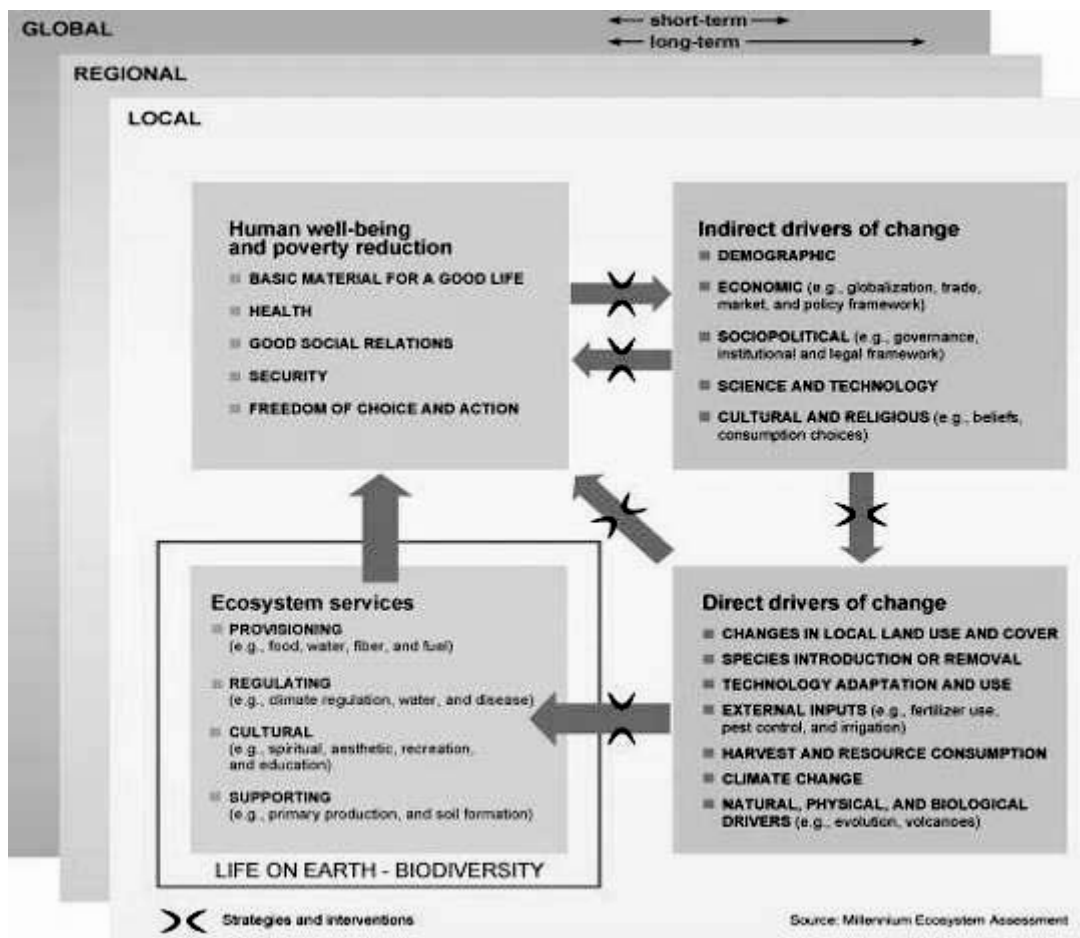 GLOBAL
short-term
long-term
REGIONAL
LOCAL
Human well-being
and poverty reduction
BASIC MATERIAL FOR A GOOD LIFE
HEALTH
GOOD SOCIAL RELATIONS
SECURITY
FREEDOM OF CHOICE AND ACTION
Indirect drivers of change
DEMOGRAPHIC
ECONOMIC (e.g., globalization, trade,
market, and policy framework)
SOCIOPOLITICAL (e.g., governance,
institutional and legal framework)
SCIENCE AND TECHNOLOGY
CULTURAL AND RELIGIOUS (e.g., beliefs,
consumption choices)
Ecosystem services
PROVISIONING
(e.g., food, water, fiber, and fuel)
REGULATING
(e.g., climate regulation, water, and disease)
CULTURAL
(e.g., spiritual, aesthetic, recreation,
and education)
SUPPORTING
(e.g., primary production, and soil formation)
LIFE ON EARTH - BIODIVERSITY
Direct drivers of change
CHANGES IN LOCAL LAND USE AND COVER
SPECIES INTRODUCTION OR REMOVAL
TECHNOLOGY ADAPTATION AND USE
EXTERNAL INPUTS (e.g., fertilizer use,
pest control, and irrigation)
HARVEST AND RESOURCE CONSUMPTION
CLIMATE CHANGE
NATURAL, PHYSICAL, AND BIOLOGICAL
DRIVERS (e.g., evolution, volcanoes)
Strategies and interventions
Source: Millennium Ecosystem Assessment